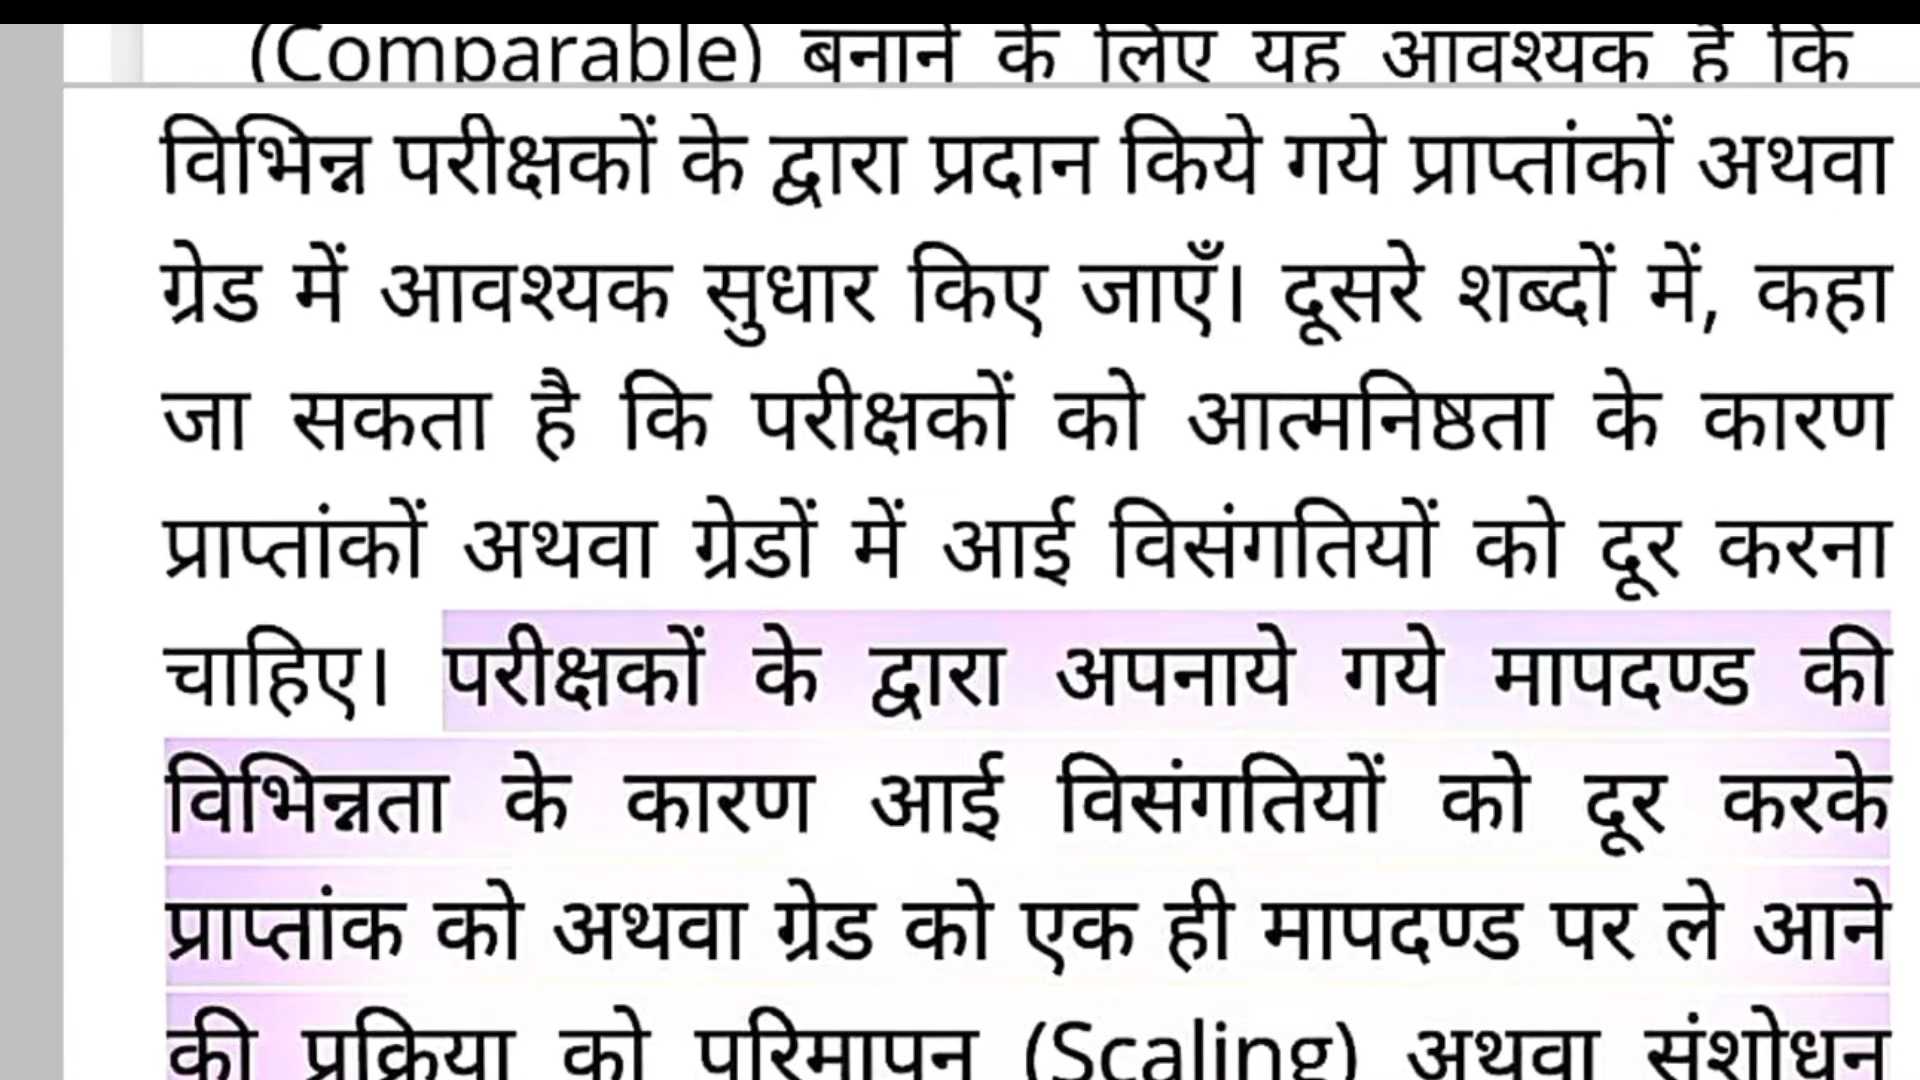 (Comparable) बनाने के लिए यह आवश्यक है कि
विभिन्न परीक्षकों के द्वारा प्रदान किये गये प्राप्तांकों अथवा
ग्रेड में आवश्यक सुधार किए जाएँ। दूसरे शब्दों में, कहा
जा सकता है कि परीक्षकों को आत्मनिष्ठता के कारण
प्राप्तांकों अथवा ग्रेडों में आई विसंगतियों को दूर करना
चाहिए। परीक्षकों के द्वारा अपनाये गये मापदण्ड की
विभिन्नता के कारण आई विसंगतियों को दूर करके
प्राप्तांक को अथवा ग्रेड को एक ही मापदण्ड पर ले आने
की प्रक्रिया को परिमापन (Scaling) अथवा संशोधन